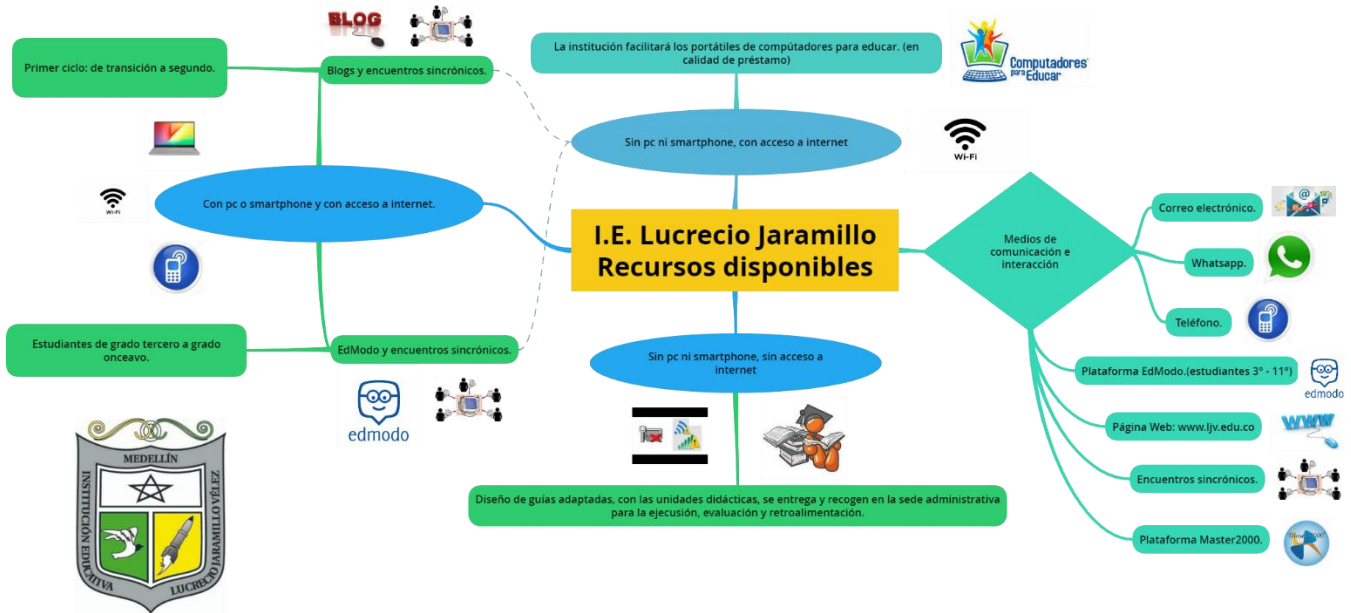 BLOG
La institución facilitará los portátiles de compútadores para educar. (en
calidad de préstamo)
Computadores
para Educar
Primer ciclo: de transición a segundo.
Blogs y encuentros sincrónicos.
Sin pc ni smartphone, con acceso a internet
Wi-Fi
Con pc o smartphone y con acceso a internet.
Wi-Fi
I.E. Lucrecio Jaramillo
Recursos disponibles
Medios de
comunicación e
interacción
Correo electrónico.
@
Whatsapp.
Teléfono.
Estudiantes de grado tercero a grado
onceavo.
EdModo y encuentros sincrónicos.
edmodo
Sin pc ni smartphone, sin acceso a
internet
Plataforma EdModo.(estudiantes 3° - 11°)
edmodo
Página Web: www.ljv.edu.co
WWW
Encuentros sincrónicos.
Plataforma Master2000.
Diseño de guías adaptadas, con las unidades didácticas, se entrega y recogen en la sede administrativa
para la ejecución, evaluación y retroalimentación.
MEDELLÍN
INSTITUCIÓN EDUCATIVA
LUCRECIO JARAMILLO VÉLEZ